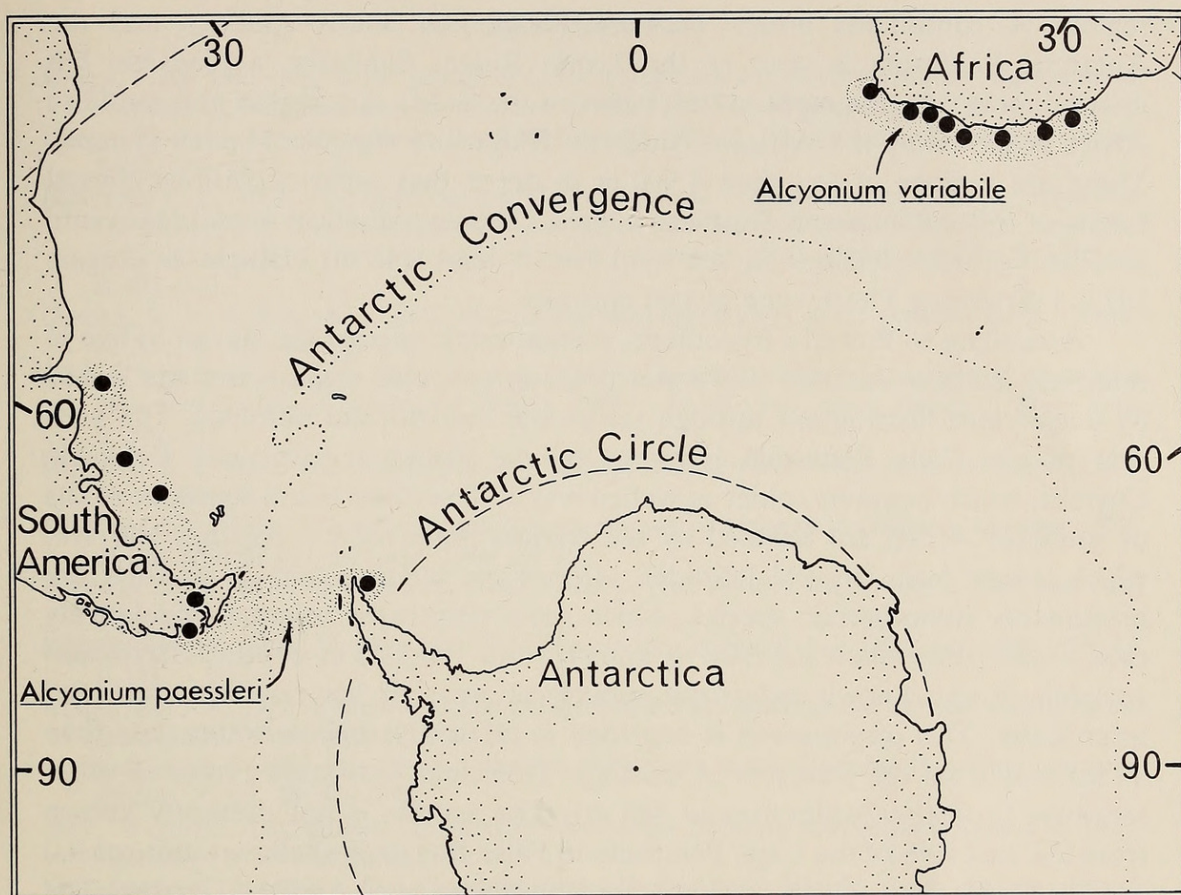 30
0
30
Africa
Alcyonium variabile
Antarctic Convergence
60
Antarctic Circle
60
South
America
Alcyonium paessleri
Antarctica
90
90